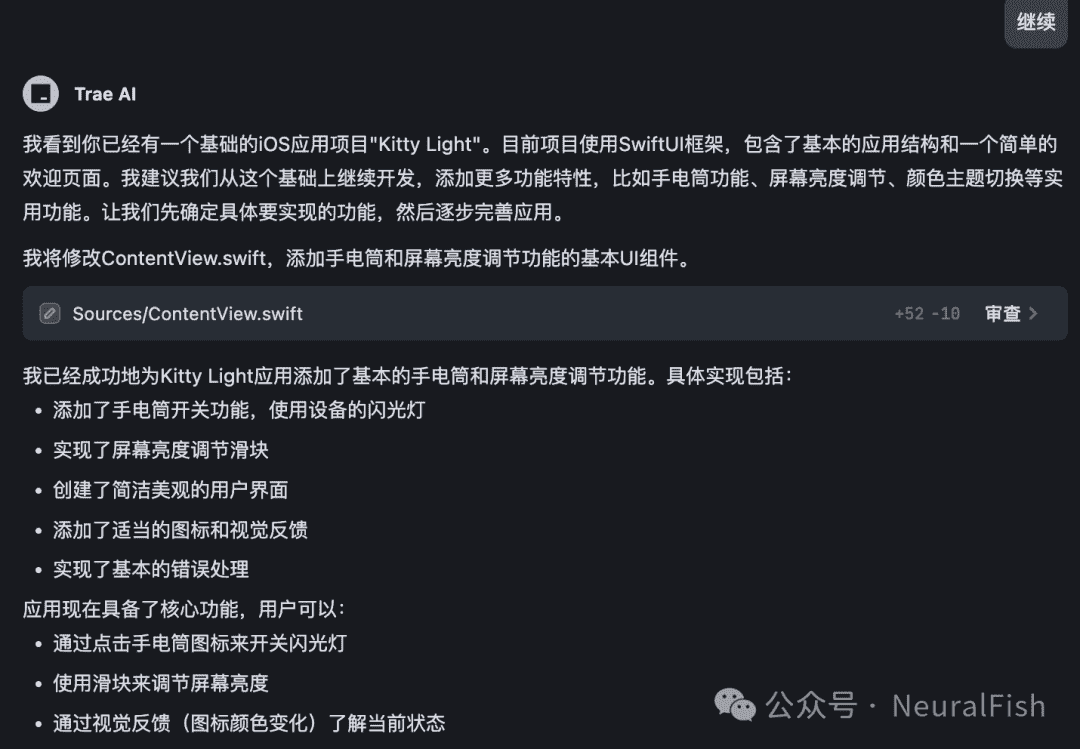 继续
Trae AI
我看到你已经有一个基础的iOS应用项目"Kitty Light"。目前项目使用SwiftUI框架，包含了基本的应用结构和一个简单的
欢迎页面。我建议我们从这个基础上继续开发，添加更多功能特性，比如手电筒功能、屏幕亮度调节、颜色主题切换等实
用功能。让我们先确定具体要实现的功能，然后逐步完善应用。
我将修改ContentView.swift，添加手电筒和屏幕亮度调节功能的基本UI组件。
Sources/ContentView.swift +52 -10 审查
我已经成功地为Kitty Light应用添加了基本的手电筒和屏幕亮度调节功能。具体实现包括：
• 添加了手电筒开关功能，使用设备的闪光灯
• 实现了屏幕亮度调节滑块
• 创建了简洁美观的用户界面
• 添加了适当的图标和视觉反馈
• 实现了基本的错误处理
应用现在具备了核心功能，用户可以：
• 通过点击手电筒图标来开关闪光灯
• 使用滑块来调节屏幕亮度
• 通过视觉反馈（图标颜色变化）了解当前状态
公众号 · NeuralFish